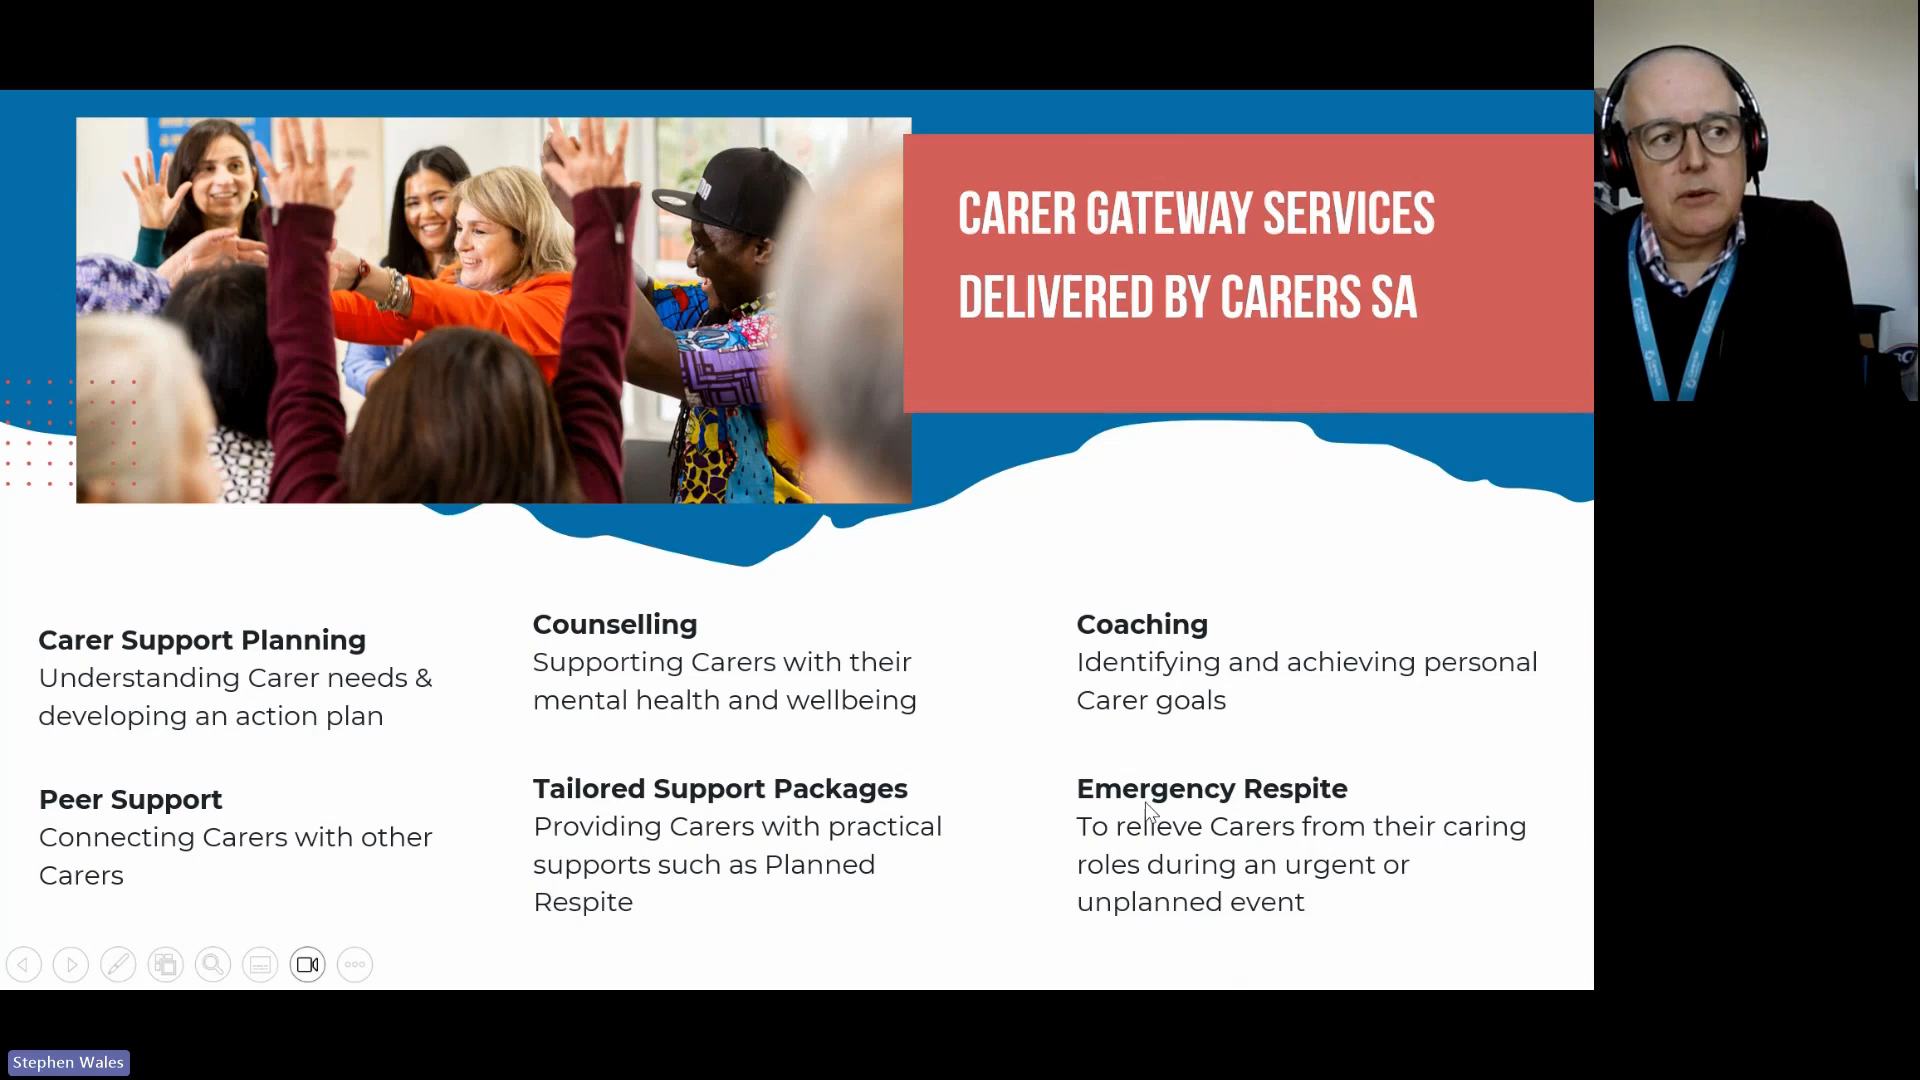 CARER GATEWAY SERVICES
DELIVERED BY CARERS SA
Carer Support Planning
Understanding Carer needs &
developing an action plan
Counselling
Supporting Carers with their
mental health and wellbeing
Coaching
Identifying and achieving personal
Carer goals
Peer Support
Connecting Carers with other
Carers
Tailored Support Packages
Providing Carers with practical
supports such as Planned
Respite
Emergency Respite
To relieve Carers from their caring
roles during an urgent or
unplanned event
Stephen Wales